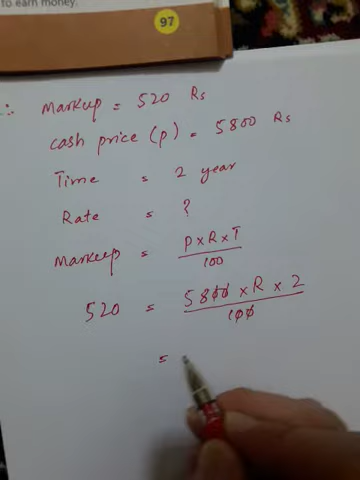 to earn money.
97
∴ Markup = 520 Rs
cash price (p) = 5800 Rs
Time = 2 year
Rate = ?
Markup = P×R×T
100
520 = 5800 × R × 2
100
=